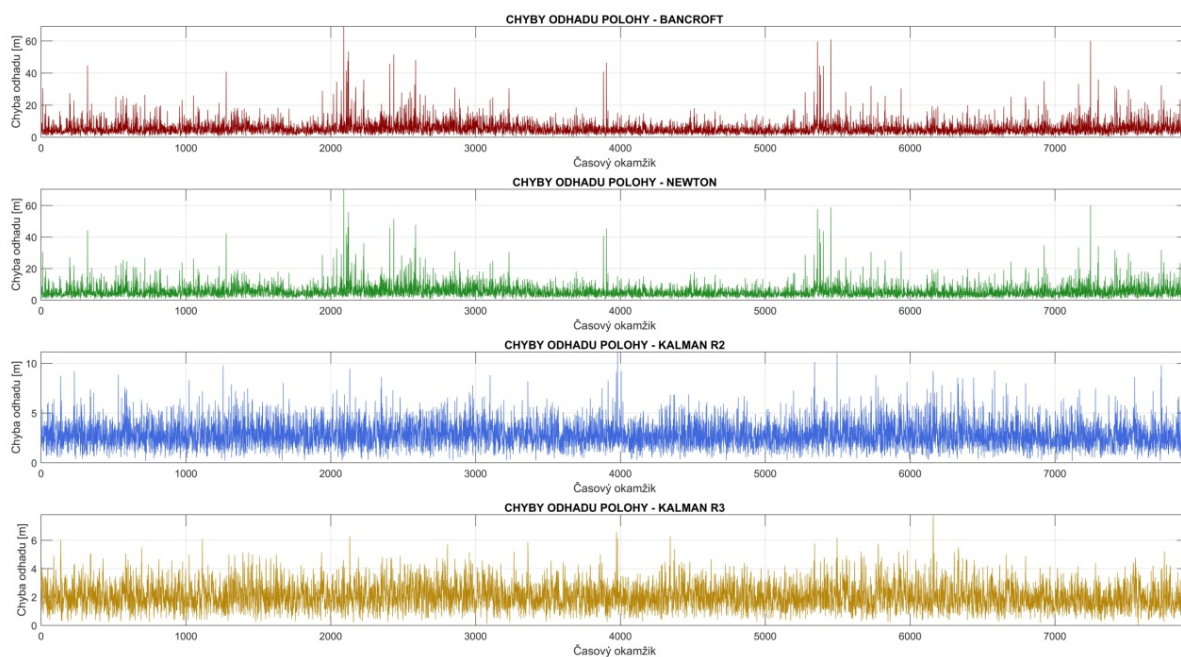 CHYBY ODHADU POLOHY - BANCROFT
Chyba odhadu [m]
60
40
20
0
0 1000 2000 3000 4000 5000 6000 7000
Časový okamžik
CHYBY ODHADU POLOHY - NEWTON
Chyba odhadu [m]
60
40
20
0
0 1000 2000 3000 4000 5000 6000 7000
Časový okamžik
CHYBY ODHADU POLOHY - KALMAN R2
Chyba odhadu [m]
10
5
0
0 1000 2000 3000 4000 5000 6000 7000
Časový okamžik
CHYBY ODHADU POLOHY - KALMAN R3
Chyba odhadu [m]
6
4
2
0
0 1000 2000 3000 4000 5000 6000 7000
Časový okamžik